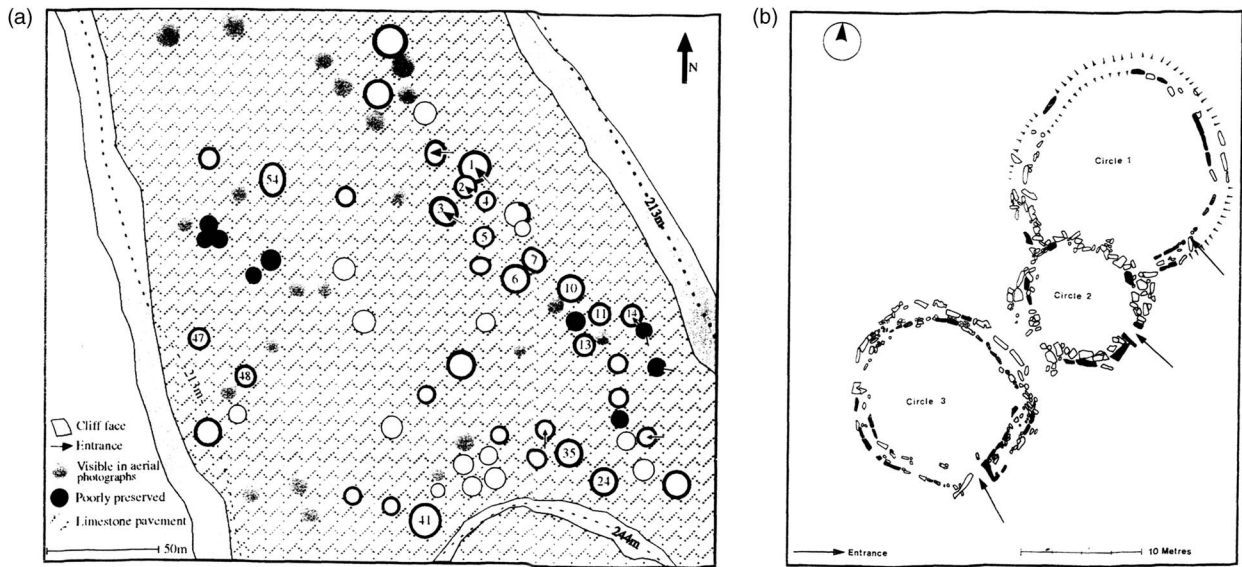 (a)
N
1
2
3
4
54
5
7
6
10
11
14
13
47
48
213m
213m
35
24
41
244m
Cliff face
Entrance
Visible in aerial
photographs
Poorly preserved
Limestone pavement
50m
(b)
Circle 1
Circle 2
Circle 3
Entrance
10 Metres